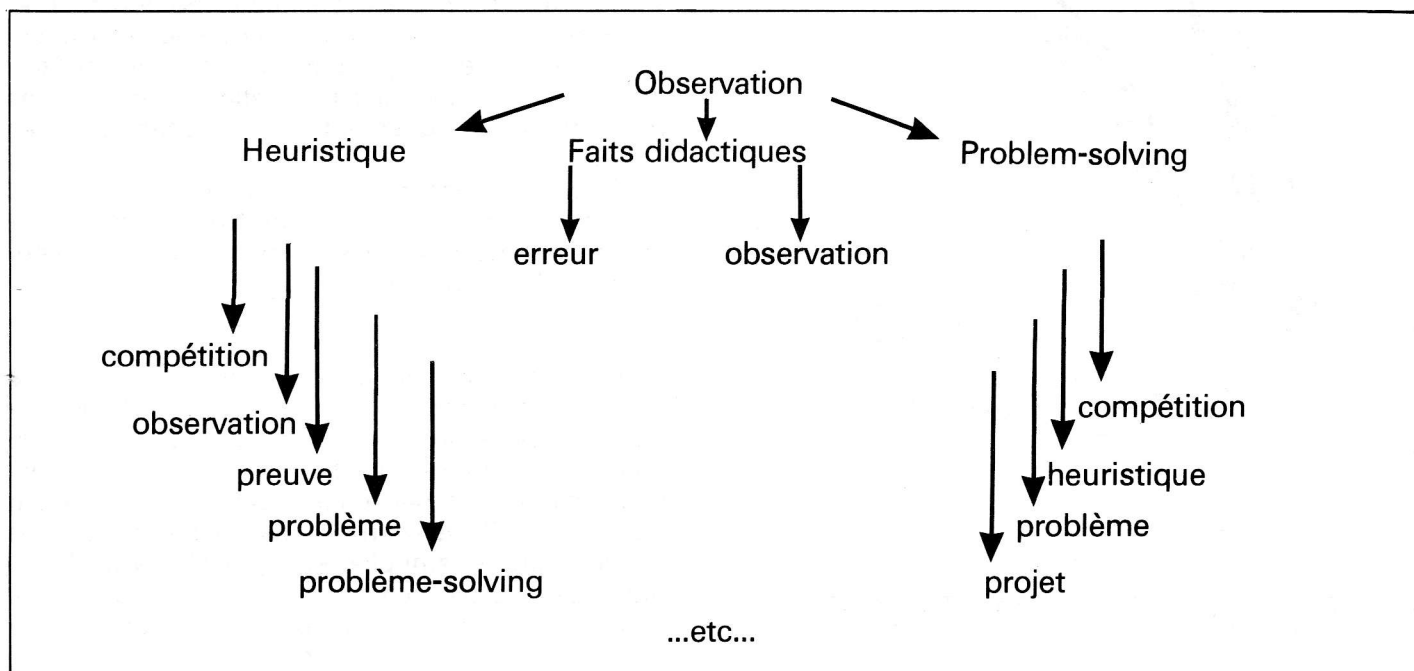 Observation
Heuristique Faits didactiques Problem-solving
erreur observation
compétition
observation
preuve
problème
problème-solving
compétition
heuristique
problème
projet
...etc...